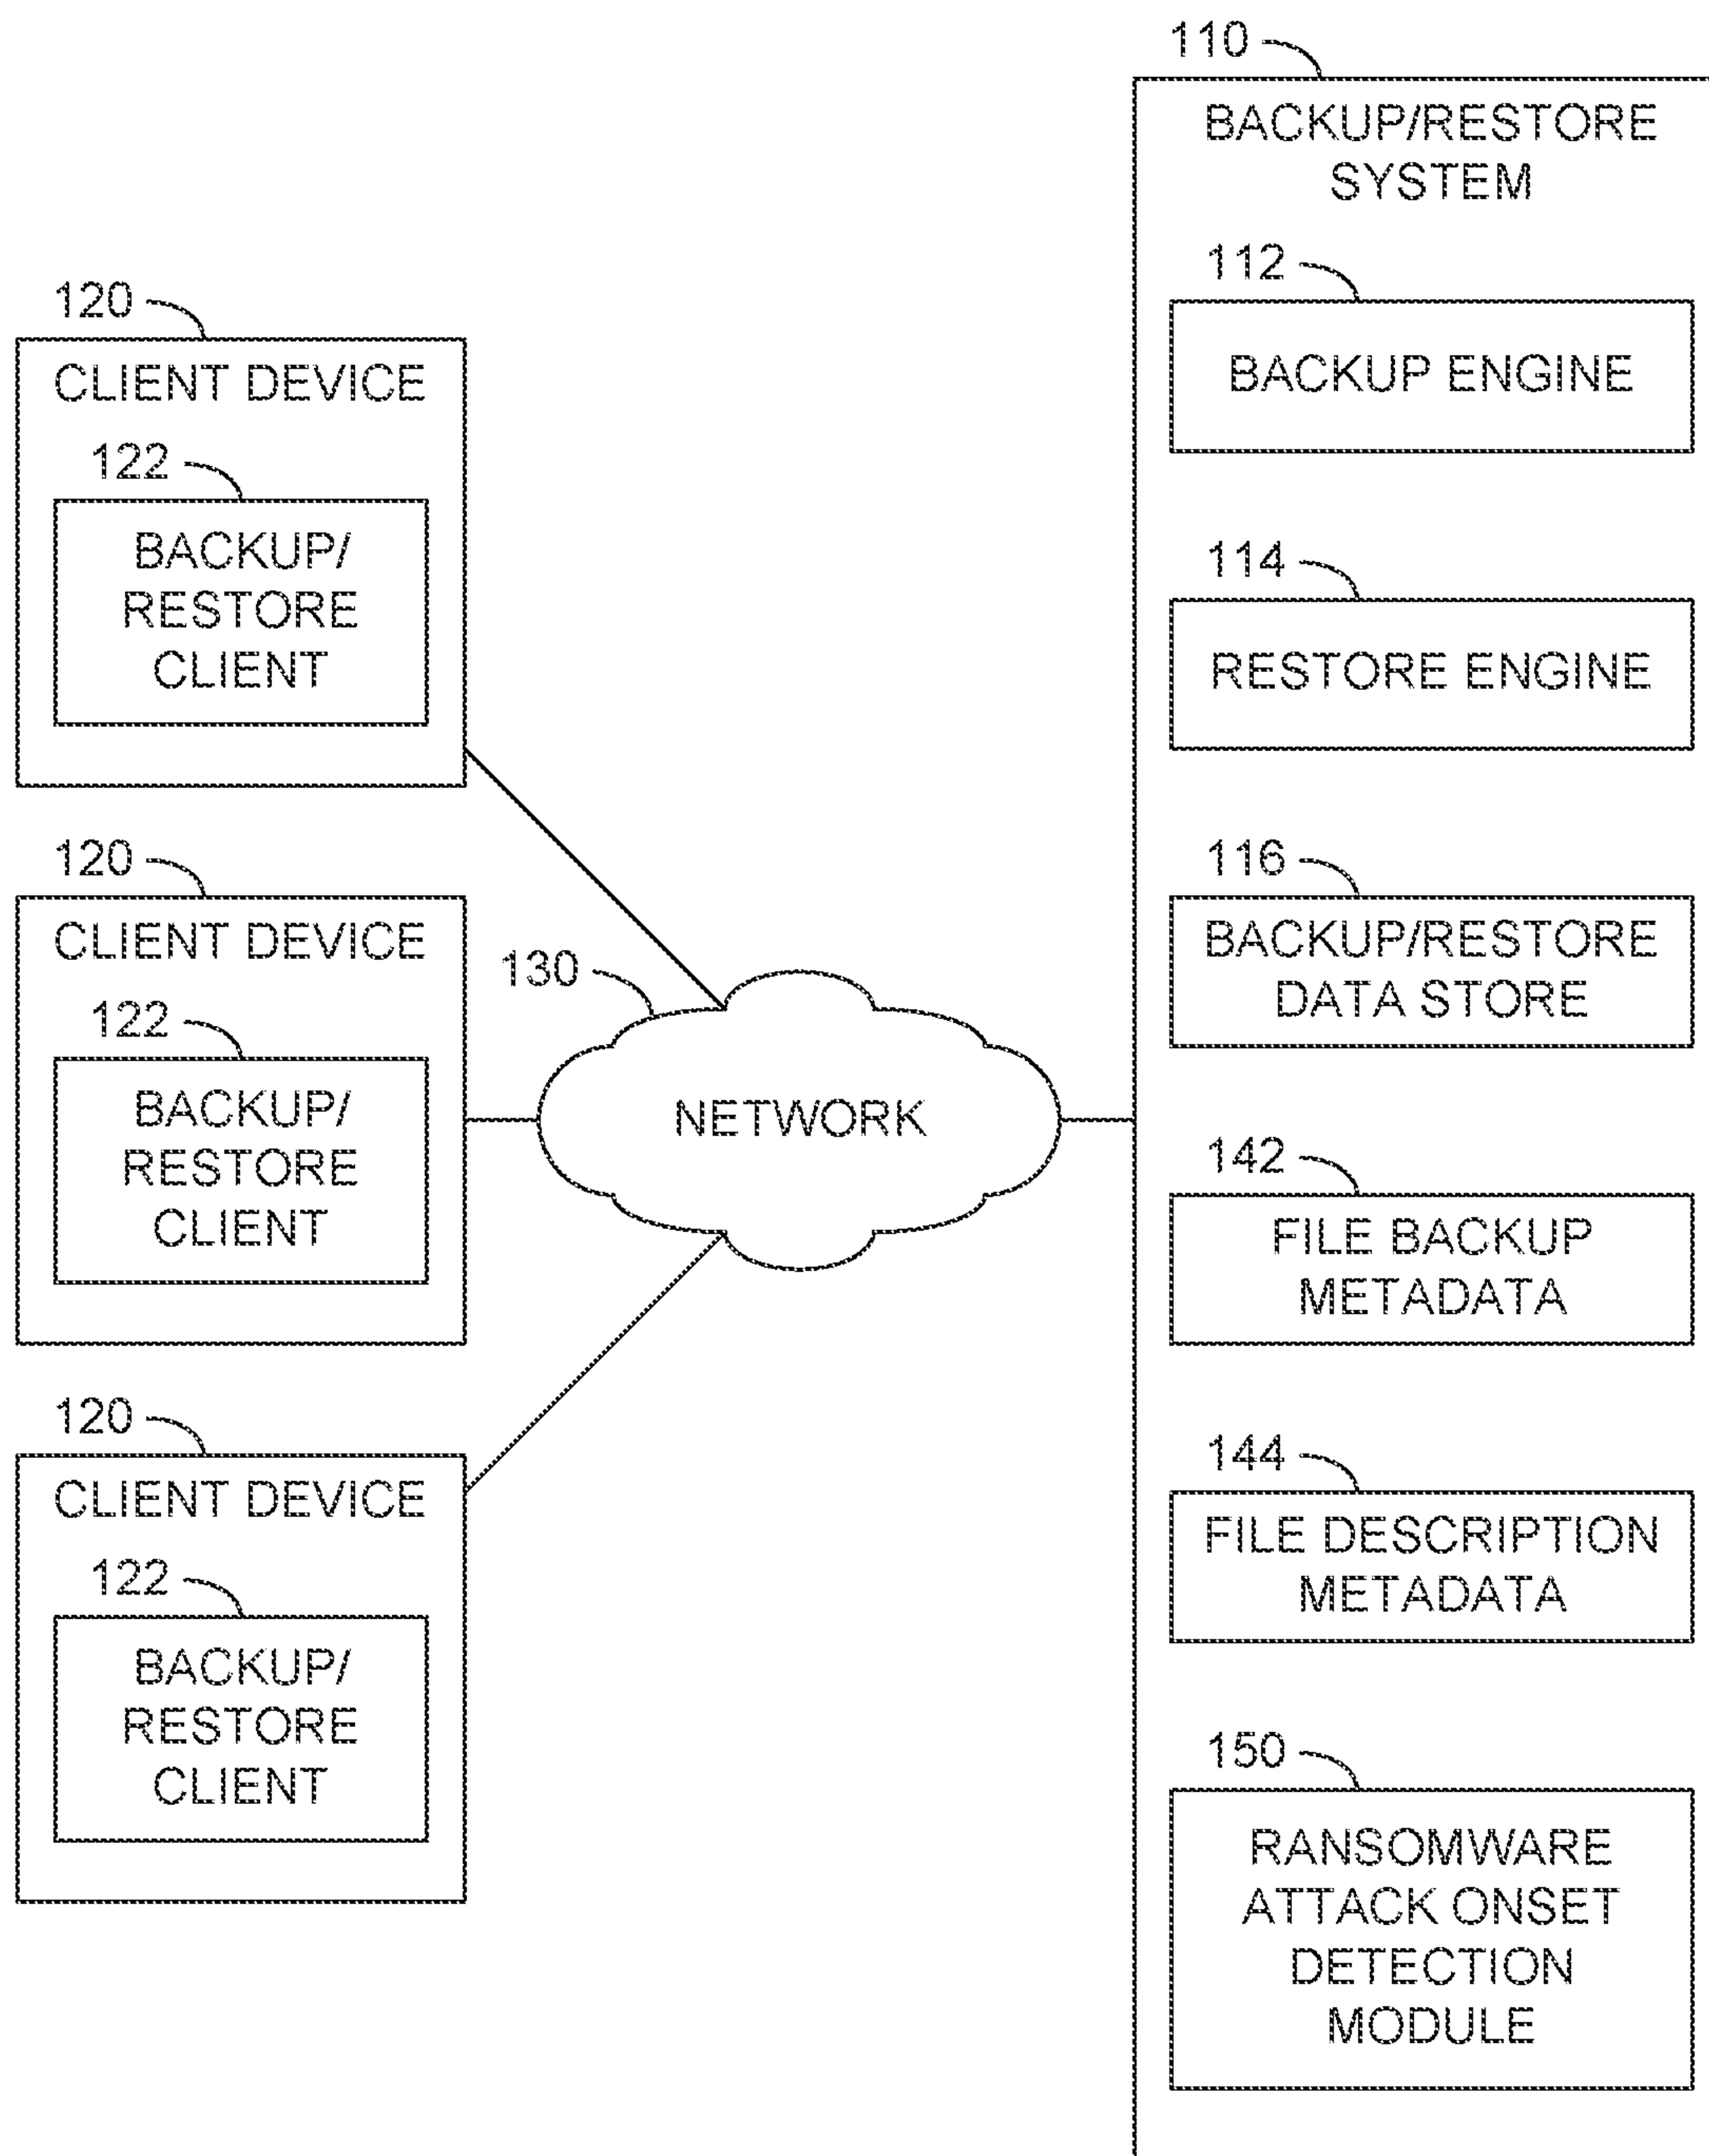 120
CLIENT DEVICE
122
BACKUP/
RESTORE
CLIENT
120
CLIENT DEVICE
122
BACKUP/
RESTORE
CLIENT
120
CLIENT DEVICE
122
BACKUP/
RESTORE
CLIENT
130
NETWORK
110
BACKUP/RESTORE
SYSTEM
112
BACKUP ENGINE
114
RESTORE ENGINE
116
BACKUP/RESTORE
DATA STORE
142
FILE BACKUP
METADATA
144
FILE DESCRIPTION
METADATA
150
RANSOMWARE
ATTACK ONSET
DETECTION
MODULE